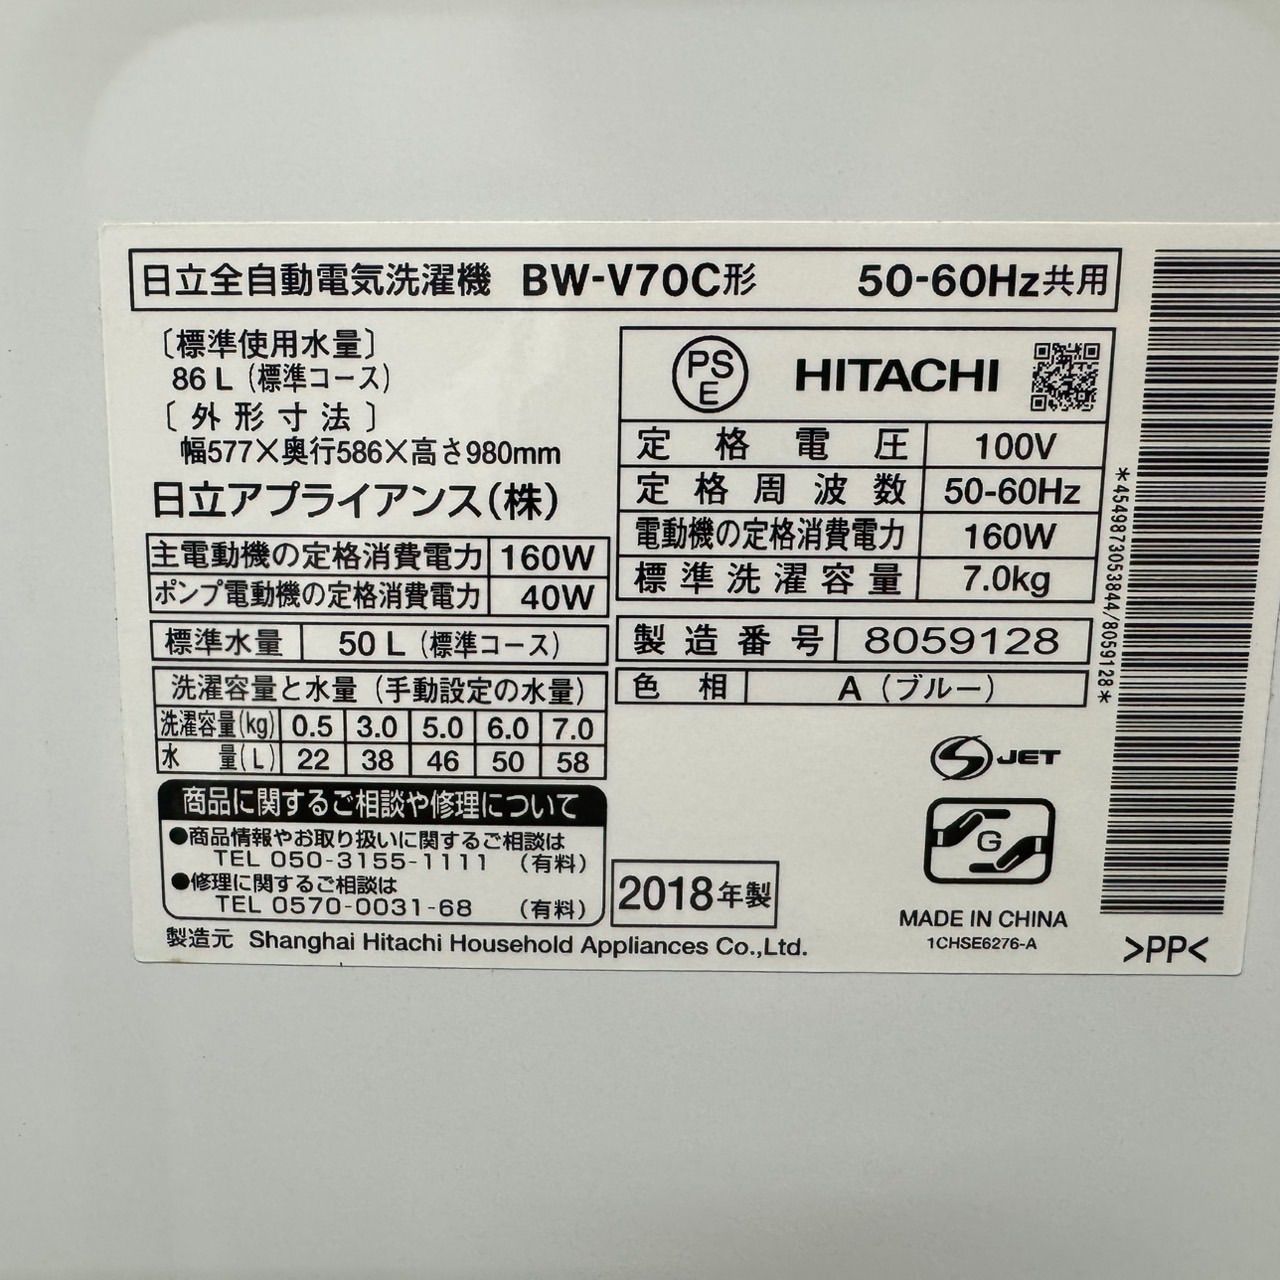 日立全自動電気洗濯機 BW-V70C形 50-60Hz共用
〔標準使用水量〕
86 L（標準コース）
〔外形寸法〕
幅577×奥行586×高さ980mm
日立アプライアンス(株)
主電動機の定格消費電力 160W
ポンプ電動機の定格消費電力 40W
標準水量 50 L（標準コース）
洗濯容量と水量（手動設定の水量）
洗濯容量(kg) 0.5 3.0 5.0 6.0 7.0
水量(L) 22 38 46 50 58
商品に関するご相談や修理について
●商品情報やお取り扱いに関するご相談は
TEL 050-3155-1111 （有料）
●修理に関するご相談は
TEL 0570-0031-68 （有料）
製造元 Shanghai Hitachi Household Appliances Co.,Ltd.
PS
E
HITACHI
定格電圧 100V
定格周波数 50-60Hz
電動機の定格消費電力 160W
標準洗濯容量 7.0kg
製造番号 8059128
色相 A（ブルー）
S JET
G
2018年製
MADE IN CHINA
1CHSE6276-A
*4549873053844/8059128*
>PP<